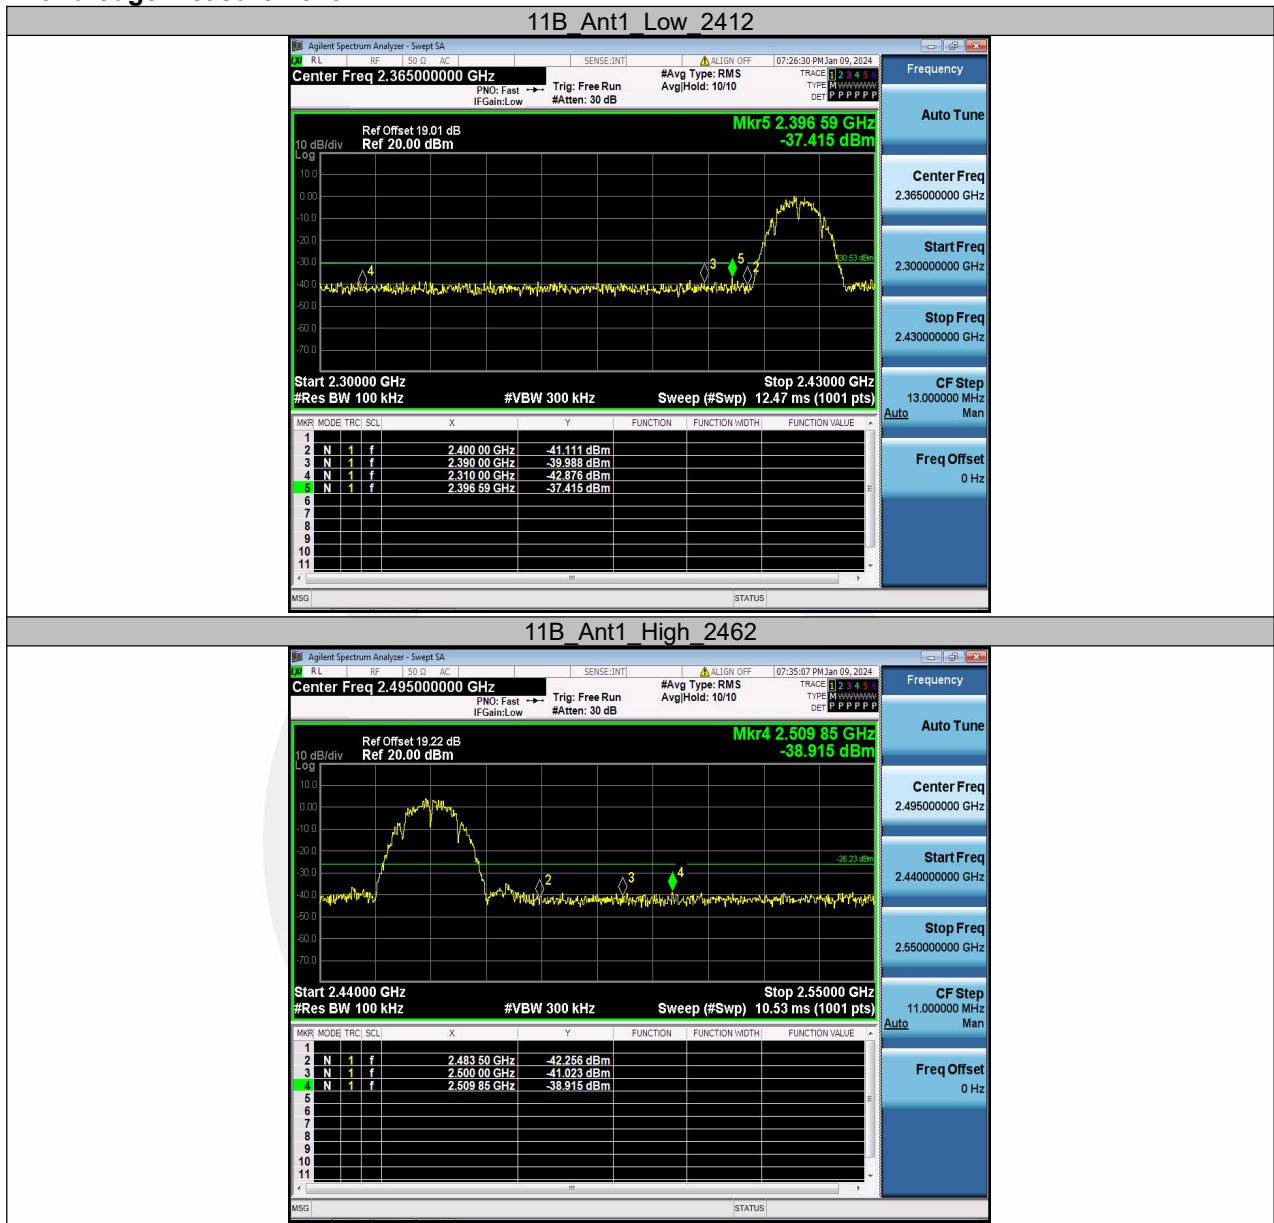 11B_Ant1_Low_2412
Agilent Spectrum Analyzer - Swept SA
RL RF 50 Ω AC SENSE:INT ALIGN OFF 07:26:30 PM Jan 09, 2024
Center Freq 2.365000000 GHz #Avg Type: RMS TRACE 1 2 3 4 5 6
PNO: Fast Trig: Free Run Avg|Hold: 10/10 TYPE M WWWWW
IFGain:Low #Atten: 30 dB DET P P P P P P
Frequency
Auto Tune
Mkr5 2.396 59 GHz
-37.415 dBm
Ref Offset 19.01 dB
10 dB/div Ref 20.00 dBm
Log
10.0
0.00
-10.0
-20.0
-30.0
-40.0
-50.0
-60.0
-70.0
4
3
5
2
-30.53 dBm
Start 2.30000 GHz Stop 2.43000 GHz
#Res BW 100 kHz #VBW 300 kHz Sweep (#Swp) 12.47 ms (1001 pts)
Center Freq
2.365000000 GHz
Start Freq
2.300000000 GHz
Stop Freq
2.430000000 GHz
CF Step
13.000000 MHz
Auto Man
Freq Offset
0 Hz
MKR MODE TRC SCL X Y FUNCTION FUNCTION WIDTH FUNCTION VALUE
1
2 N 1 f 2.400 00 GHz -41.111 dBm
3 N 1 f 2.390 00 GHz -39.988 dBm
4 N 1 f 2.310 00 GHz -42.876 dBm
5 N 1 f 2.396 59 GHz -37.415 dBm
6
7
8
9
10
11
MSG STATUS
11B_Ant1_High_2462
Agilent Spectrum Analyzer - Swept SA
RL RF 50 Ω AC SENSE:INT ALIGN OFF 07:35:07 PM Jan 09, 2024
Center Freq 2.495000000 GHz #Avg Type: RMS TRACE 1 2 3 4 5 6
PNO: Fast Trig: Free Run Avg|Hold: 10/10 TYPE M WWWWW
IFGain:Low #Atten: 30 dB DET P P P P P P
Frequency
Auto Tune
Mkr4 2.509 85 GHz
-38.915 dBm
Ref Offset 19.22 dB
10 dB/div Ref 20.00 dBm
Log
10.0
0.00
-10.0
-20.0
-30.0
-40.0
-50.0
-60.0
-70.0
2
3
4
-26.23 dBm
Start 2.44000 GHz Stop 2.55000 GHz
#Res BW 100 kHz #VBW 300 kHz Sweep (#Swp) 10.53 ms (1001 pts)
Center Freq
2.495000000 GHz
Start Freq
2.440000000 GHz
Stop Freq
2.550000000 GHz
CF Step
11.000000 MHz
Auto Man
Freq Offset
0 Hz
MKR MODE TRC SCL X Y FUNCTION FUNCTION WIDTH FUNCTION VALUE
1
2 N 1 f 2.483 50 GHz -42.256 dBm
3 N 1 f 2.500 00 GHz -41.023 dBm
4 N 1 f 2.509 85 GHz -38.915 dBm
5
6
7
8
9
10
11
MSG STATUS